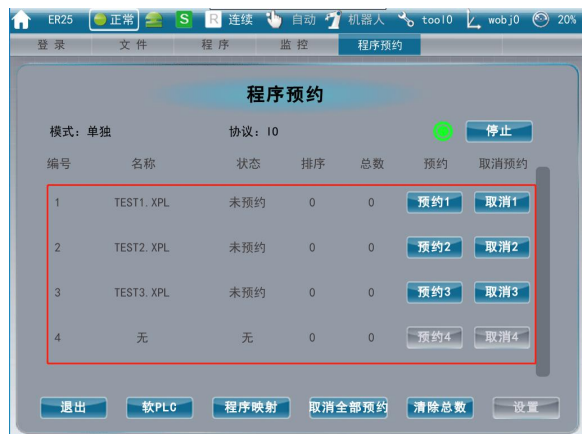 ER25 正常 S R 连续 自动 机器人 tool0 wobj0 20%
登录 文件 程序 监控 程序预约
程序预约
模式：单独 协议：IO 停止
编号 名称 状态 排序 总数 预约 取消预约
1 TEST1.XPL 未预约 0 0 预约1 取消1
2 TEST2.XPL 未预约 0 0 预约2 取消2
3 TEST3.XPL 未预约 0 0 预约3 取消3
4 无 无 0 0 预约4 取消4
退出 软PLC 程序映射 取消全部预约 清除总数 设置